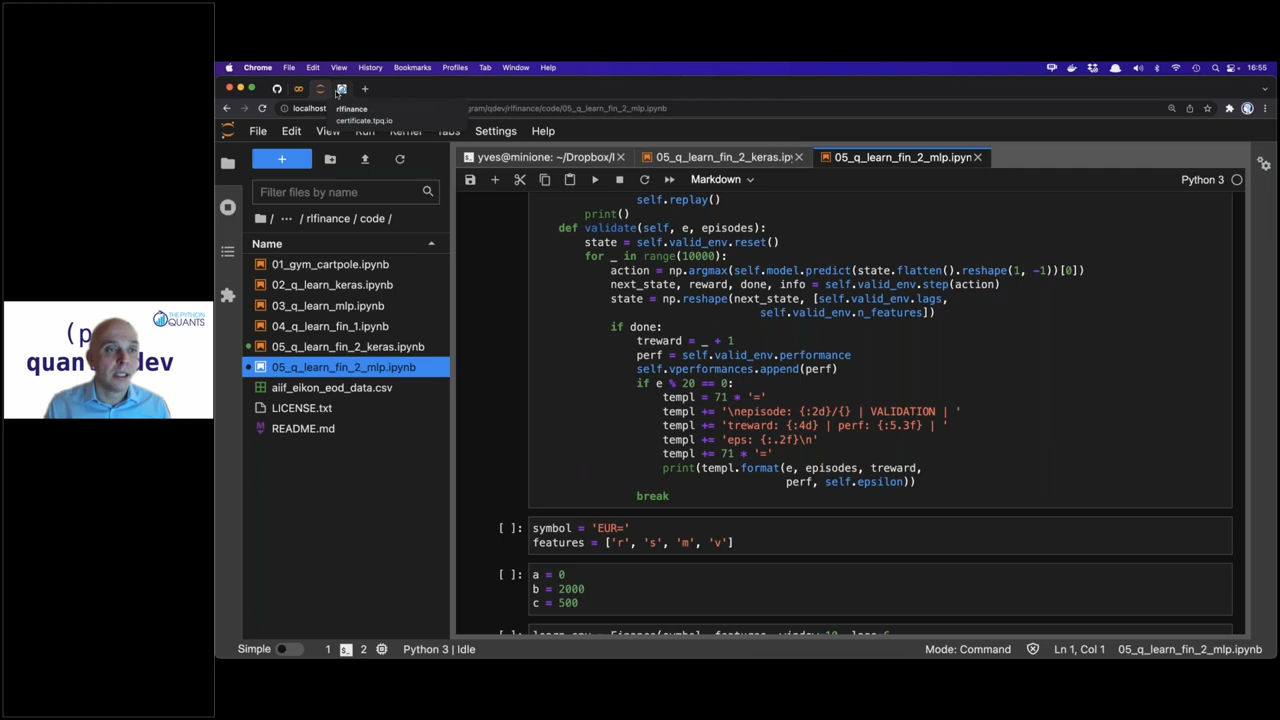 Chrome File Edit View History Bookmarks Profiles Tab Window Help 16:55
localhost gram/qdev/rlfinance/code/05_q_learn_fin_2_mlp.ipynb
rlfinance
certificate.tpq.io
File Edit View Run Kernel Tabs Settings Help
yves@minione: ~/Dropbox/ 05_q_learn_fin_2_keras.ip 05_q_learn_fin_2_mlp.ipyn
Markdown Python 3
Filter files by name
/ ... / rlfinance / code /
Name
01_gym_cartpole.ipynb
02_q_learn_keras.ipynb
03_q_learn_mlp.ipynb
04_q_learn_fin_1.ipynb
05_q_learn_fin_2_keras.ipynb
05_q_learn_fin_2_mlp.ipynb
aiif_eikon_eod_data.csv
LICENSE.txt
README.md
self.replay()
print()
def validate(self, e, episodes):
state = self.valid_env.reset()
for _ in range(10000):
action = np.argmax(self.model.predict(state.flatten().reshape(1, -1))[0])
next_state, reward, done, info = self.valid_env.step(action)
state = np.reshape(next_state, [self.valid_env.lags,
self.valid_env.n_features])
if done:
treward = _ + 1
perf = self.valid_env.performance
self.vperformances.append(perf)
if e % 20 == 0:
templ = 71 * '='
templ += '\nepisode: {:2d}/{} | VALIDATION | '
templ += 'treward: {:4d} | perf: {:5.3f} | '
templ += 'eps: {:.2f}\n'
templ += 71 * '='
print(templ.format(e, episodes, treward,
perf, self.epsilon))
break
[ ]: symbol = 'EUR='
features = ['r', 's', 'm', 'v']
[ ]: a = 0
b = 2000
c = 500
THE PYTHON
QUANTS
Simple 1 2 Python 3 | Idle Mode: Command Ln 1, Col 1 05_q_learn_fin_2_mlp.ipynb